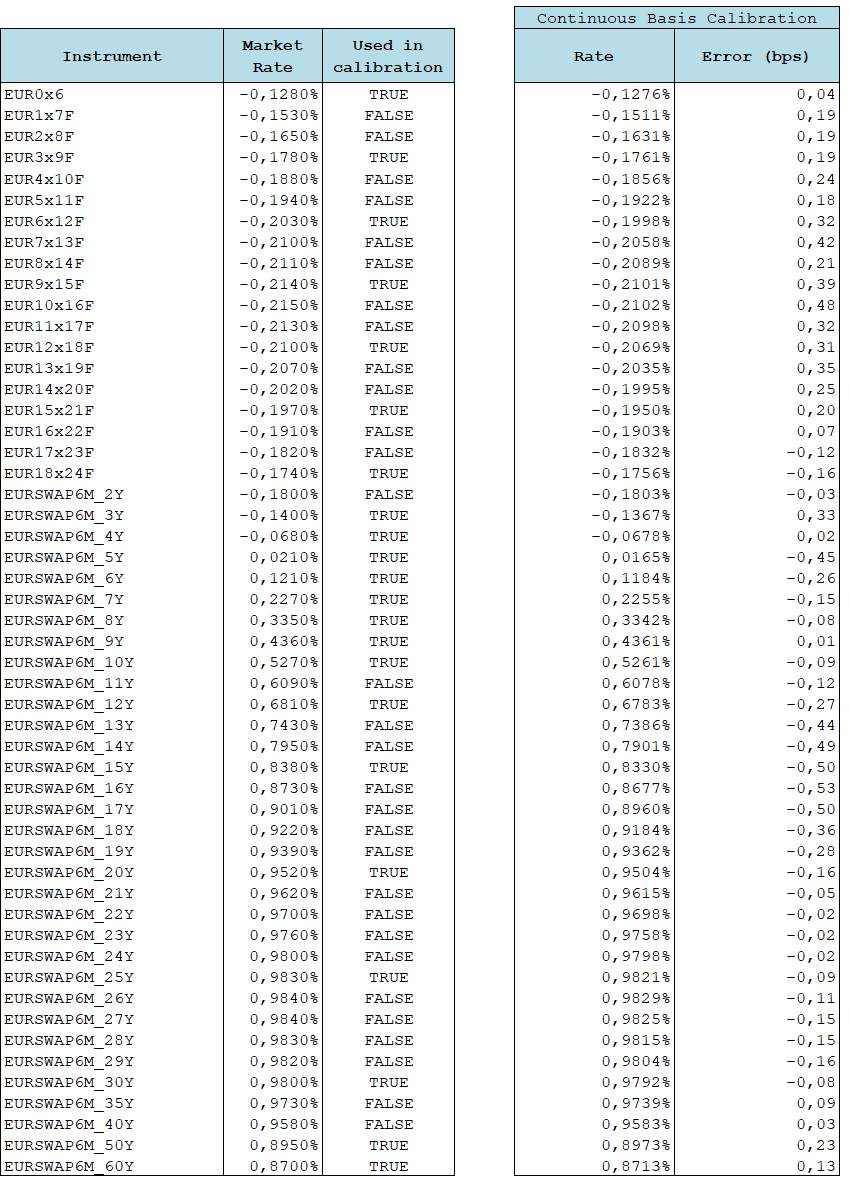 Continuous Basis Calibration
Instrument Market Rate Used in calibration Rate Error (bps)
EUR0x6 -0,1280% TRUE -0,1276% 0,04
EUR1x7F -0,1530% FALSE -0,1511% 0,19
EUR2x8F -0,1650% FALSE -0,1631% 0,19
EUR3x9F -0,1780% TRUE -0,1761% 0,19
EUR4x10F -0,1880% FALSE -0,1856% 0,24
EUR5x11F -0,1940% FALSE -0,1922% 0,18
EUR6x12F -0,2030% TRUE -0,1998% 0,32
EUR7x13F -0,2100% FALSE -0,2058% 0,42
EUR8x14F -0,2110% FALSE -0,2089% 0,21
EUR9x15F -0,2140% TRUE -0,2101% 0,39
EUR10x16F -0,2150% FALSE -0,2102% 0,48
EUR11x17F -0,2130% FALSE -0,2098% 0,32
EUR12x18F -0,2100% TRUE -0,2069% 0,31
EUR13x19F -0,2070% FALSE -0,2035% 0,35
EUR14x20F -0,2020% FALSE -0,1995% 0,25
EUR15x21F -0,1970% TRUE -0,1950% 0,20
EUR16x22F -0,1910% FALSE -0,1903% 0,07
EUR17x23F -0,1820% FALSE -0,1832% -0,12
EUR18x24F -0,1740% TRUE -0,1756% -0,16
EURSWAP6M_2Y -0,1800% FALSE -0,1803% -0,03
EURSWAP6M_3Y -0,1400% TRUE -0,1367% 0,33
EURSWAP6M_4Y -0,0680% TRUE -0,0678% 0,02
EURSWAP6M_5Y 0,0210% TRUE 0,0165% -0,45
EURSWAP6M_6Y 0,1210% TRUE 0,1184% -0,26
EURSWAP6M_7Y 0,2270% TRUE 0,2255% -0,15
EURSWAP6M_8Y 0,3350% TRUE 0,3342% -0,08
EURSWAP6M_9Y 0,4360% TRUE 0,4361% 0,01
EURSWAP6M_10Y 0,5270% TRUE 0,5261% -0,09
EURSWAP6M_11Y 0,6090% FALSE 0,6078% -0,12
EURSWAP6M_12Y 0,6810% TRUE 0,6783% -0,27
EURSWAP6M_13Y 0,7430% FALSE 0,7386% -0,44
EURSWAP6M_14Y 0,7950% FALSE 0,7901% -0,49
EURSWAP6M_15Y 0,8380% TRUE 0,8330% -0,50
EURSWAP6M_16Y 0,8730% FALSE 0,8677% -0,53
EURSWAP6M_17Y 0,9010% FALSE 0,8960% -0,50
EURSWAP6M_18Y 0,9220% FALSE 0,9184% -0,36
EURSWAP6M_19Y 0,9390% FALSE 0,9362% -0,28
EURSWAP6M_20Y 0,9520% TRUE 0,9504% -0,16
EURSWAP6M_21Y 0,9620% FALSE 0,9615% -0,05
EURSWAP6M_22Y 0,9700% FALSE 0,9698% -0,02
EURSWAP6M_23Y 0,9760% FALSE 0,9758% -0,02
EURSWAP6M_24Y 0,9800% FALSE 0,9798% -0,02
EURSWAP6M_25Y 0,9830% TRUE 0,9821% -0,09
EURSWAP6M_26Y 0,9840% FALSE 0,9829% -0,11
EURSWAP6M_27Y 0,9840% FALSE 0,9825% -0,15
EURSWAP6M_28Y 0,9830% FALSE 0,9815% -0,15
EURSWAP6M_29Y 0,9820% FALSE 0,9804% -0,16
EURSWAP6M_30Y 0,9800% TRUE 0,9792% -0,08
EURSWAP6M_35Y 0,9730% FALSE 0,9739% 0,09
EURSWAP6M_40Y 0,9580% FALSE 0,9583% 0,03
EURSWAP6M_50Y 0,8950% TRUE 0,8973% 0,23
EURSWAP6M_60Y 0,8700% TRUE 0,8713% 0,13